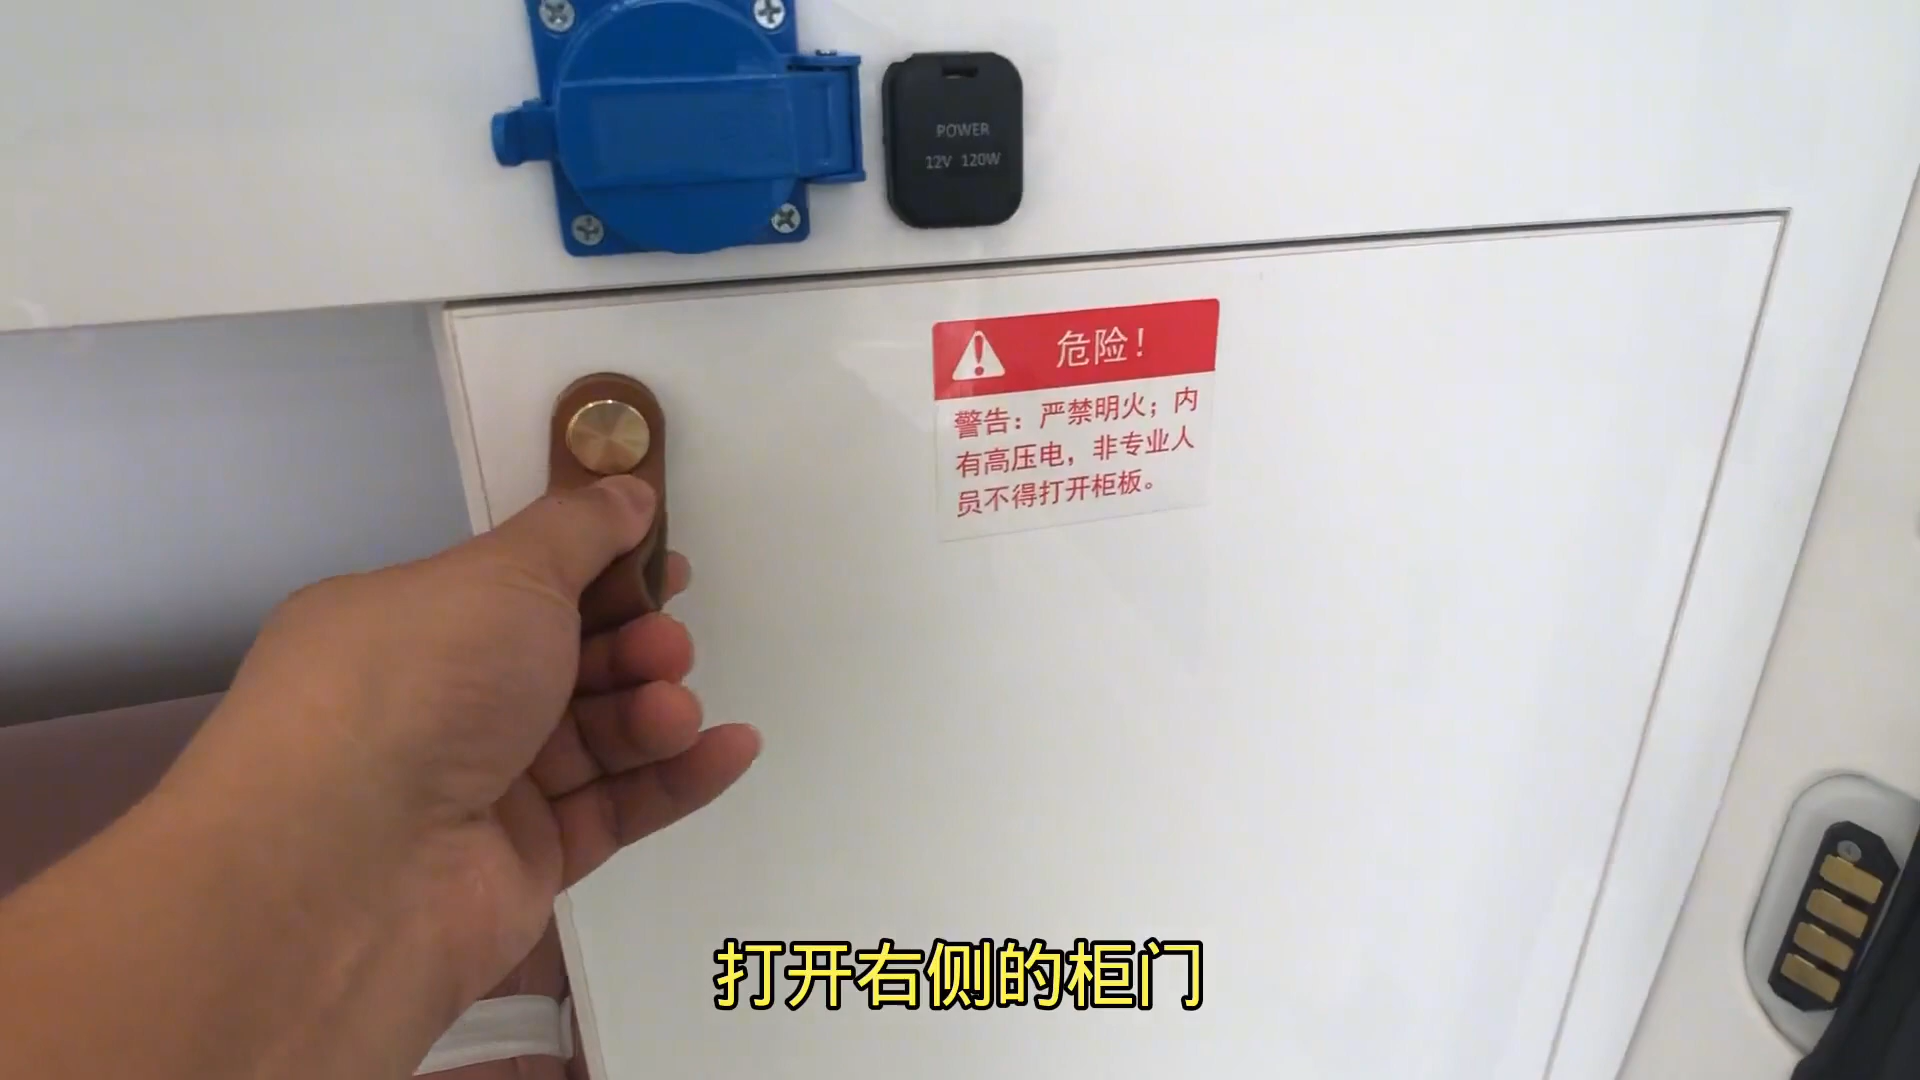 POWER
12V 120W
危险！
警告：严禁明火；内
有高压电，非专业人
员不得打开柜板。
打开右侧的柜门